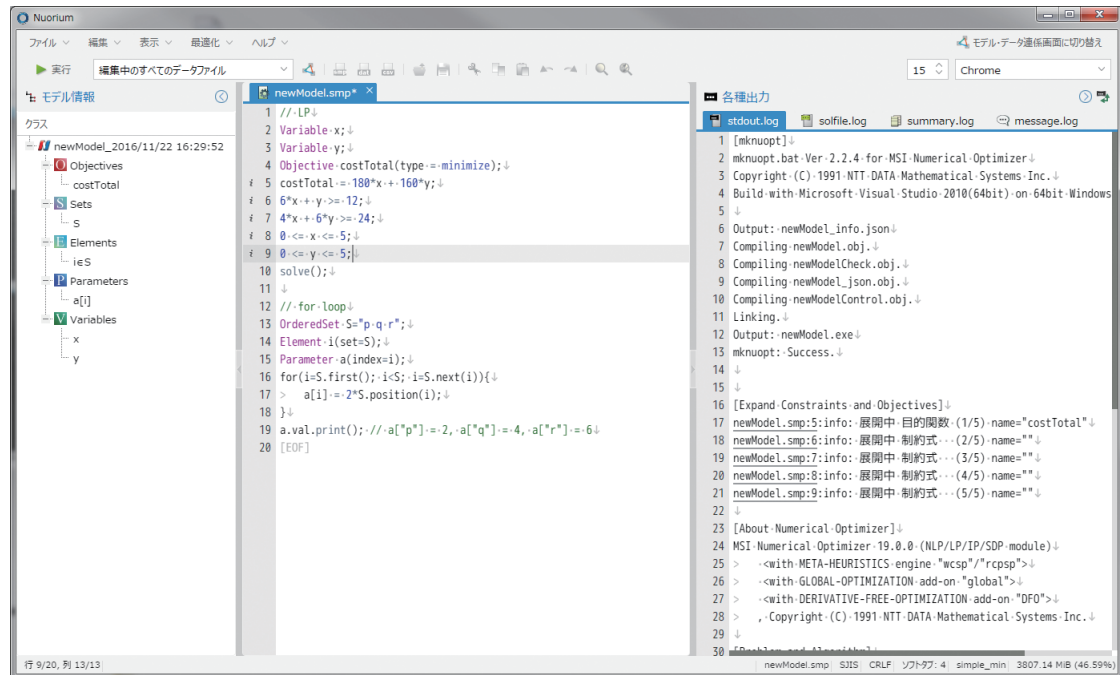 Nuorium
ファイル 編集 表示 最適化 ヘルプ モデル・データ連係画面に切り替え
実行 編集中のすべてのデータファイル 15 Chrome
モデル情報
クラス
newModel_2016/11/22 16:29:52
Objectives
costTotal
Sets
S
Elements
i∈S
Parameters
a[i]
Variables
x
y
newModel.smp*
1 //·LP↓
2 Variable·x;↓
3 Variable·y;↓
4 Objective·costTotal(type·=·minimize);↓
i 5 costTotal·=·180*x·+·160*y;↓
i 6 6*x·+·y·>=·12;↓
i 7 4*x·+·6*y·>=·24;↓
i 8 0·<=·x·<=·5;↓
i 9 0·<=·y·<=·5;↓
10 solve();↓
11 ↓
12 //·for·loop↓
13 OrderedSet·S="p·q·r";↓
14 Element·i(set=S);↓
15 Parameter·a(index=i);↓
16 for(i=S.first();·i<S;·i=S.next(i)){↓
17 > a[i]·=·2*S.position(i);↓
18 }↓
19 a.val.print();·//·a["p"]·=·2,·a["q"]·=·4,·a["r"]·=·6↓
20 [EOF]
各種出力
stdout.log solfile.log summary.log message.log
1 [mknuopt]↓
2 mknuopt.bat·Ver·2.2.4·for·MSI·Numerical·Optimizer↓
3 Copyright·(C)·1991·NTT·DATA·Mathematical·Systems·Inc.↓
4 Build·with·Microsoft·Visual·Studio·2010(64bit)·on·64bit·Windows
5 ↓
6 Output:·newModel_info.json↓
7 Compiling·newModel.obj.↓
8 Compiling·newModelCheck.obj.↓
9 Compiling·newModel_json.obj.↓
10 Compiling·newModelControl.obj.↓
11 Linking.↓
12 Output:·newModel.exe↓
13 mknuopt:·Success.↓
14 ↓
15 ↓
16 [Expand·Constraints·and·Objectives]↓
17 newModel.smp:5:info:·展開中·目的関数·(1/5)·name="costTotal"↓
18 newModel.smp:6:info:·展開中·制約式···(2/5)·name=""↓
19 newModel.smp:7:info:·展開中·制約式···(3/5)·name=""↓
20 newModel.smp:8:info:·展開中·制約式···(4/5)·name=""↓
21 newModel.smp:9:info:·展開中·制約式···(5/5)·name=""↓
22 ↓
23 [About·Numerical·Optimizer]↓
24 MSI·Numerical·Optimizer·19.0.0·(NLP/LP/IP/SDP·module)↓
25 > ·<with·META-HEURISTICS·engine·"wcsp"/"rcpsp">↓
26 > ·<with·GLOBAL-OPTIMIZATION·add-on·"global">↓
27 > ·<with·DERIVATIVE-FREE-OPTIMIZATION·add-on·"DFO">↓
28 > ,·Copyright·(C)·1991·NTT·DATA·Mathematical·Systems·Inc.↓
29 ↓
30 [Problem·and·Algorithm]↓
行 9/20, 列 13/13 newModel.smp SJIS CRLF ソフトタブ: 4 simple_min 3807.14 MiB (46.59%)